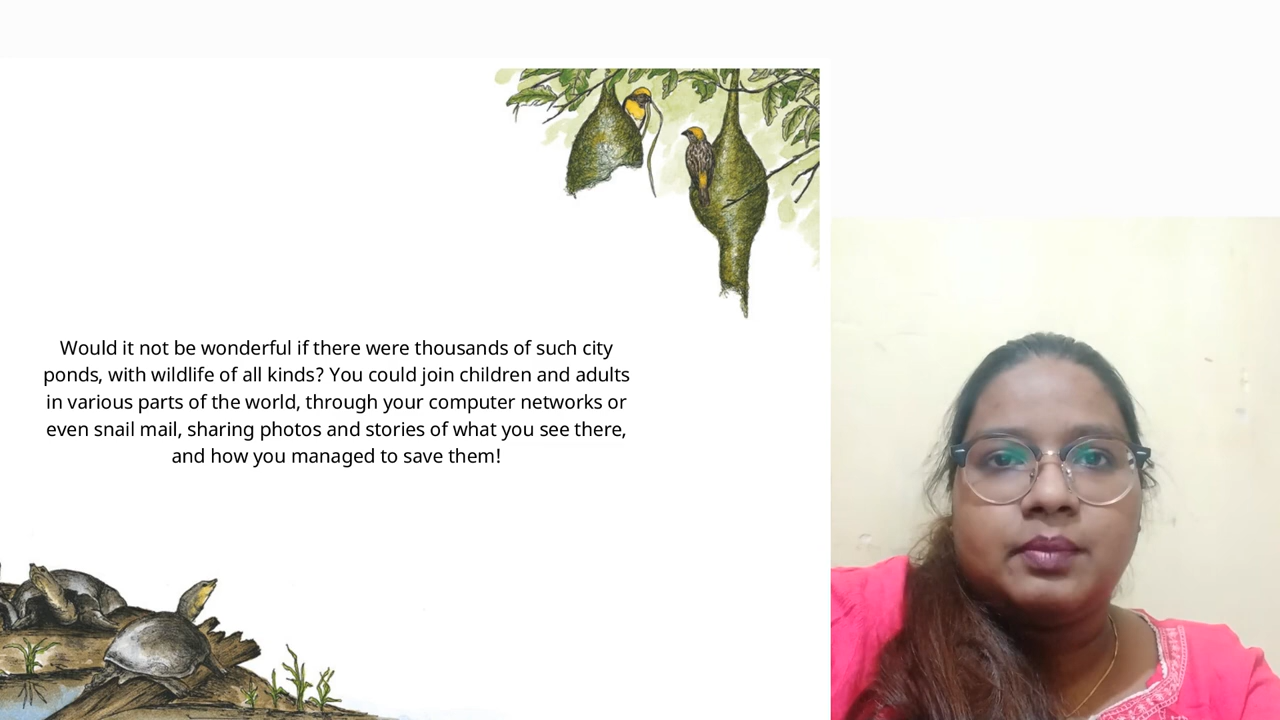 Would it not be wonderful if there were thousands of such city
ponds, with wildlife of all kinds? You could join children and adults
in various parts of the world, through your computer networks or
even snail mail, sharing photos and stories of what you see there,
and how you managed to save them!